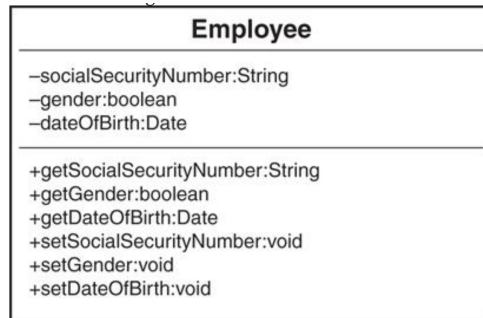 Employee
–socialSecurityNumber:String
–gender:boolean
–dateOfBirth:Date
+getSocialSecurityNumber:String
+getGender:boolean
+getDateOfBirth:Date
+setSocialSecurityNumber:void
+setGender:void
+setDateOfBirth:void